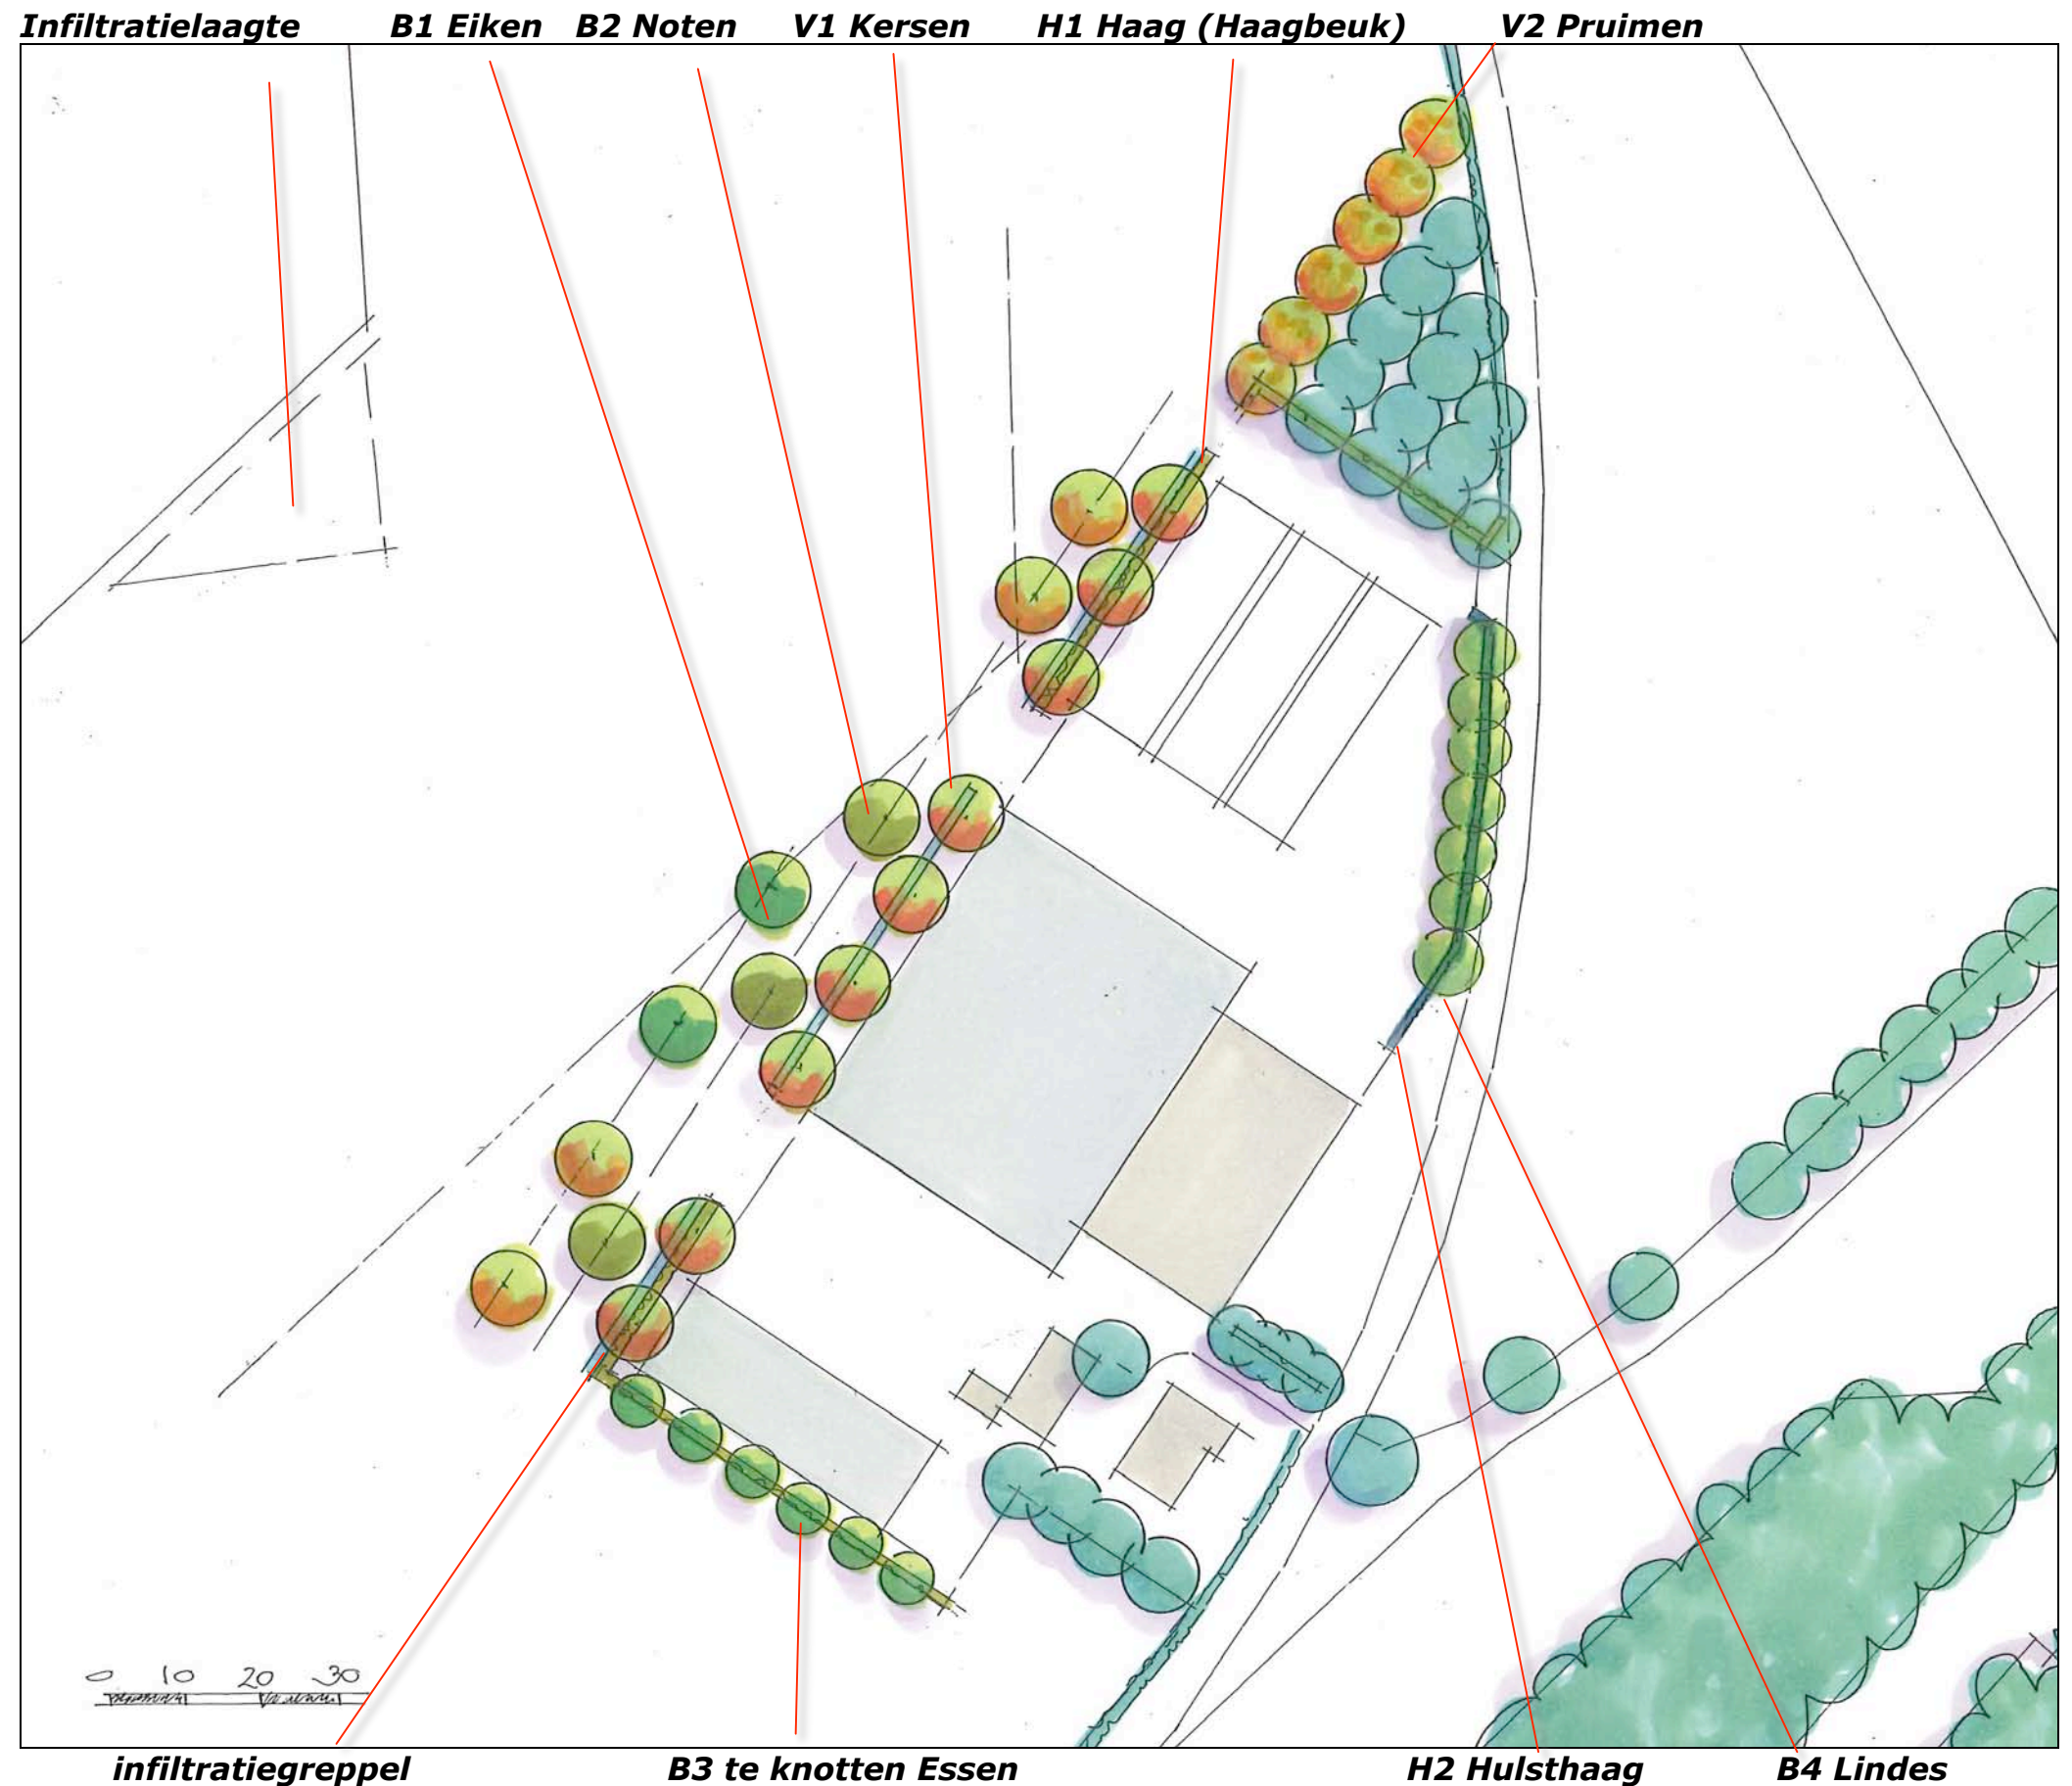 Infiltratielaagte B1 Eiken B2 Noten V1 Kersen H1 Haag (Haagbeuk) V2 Pruimen
0 10 20 30
infiltratiegreppel B3 te knotten Essen H2 Hulsthaag B4 Lindes